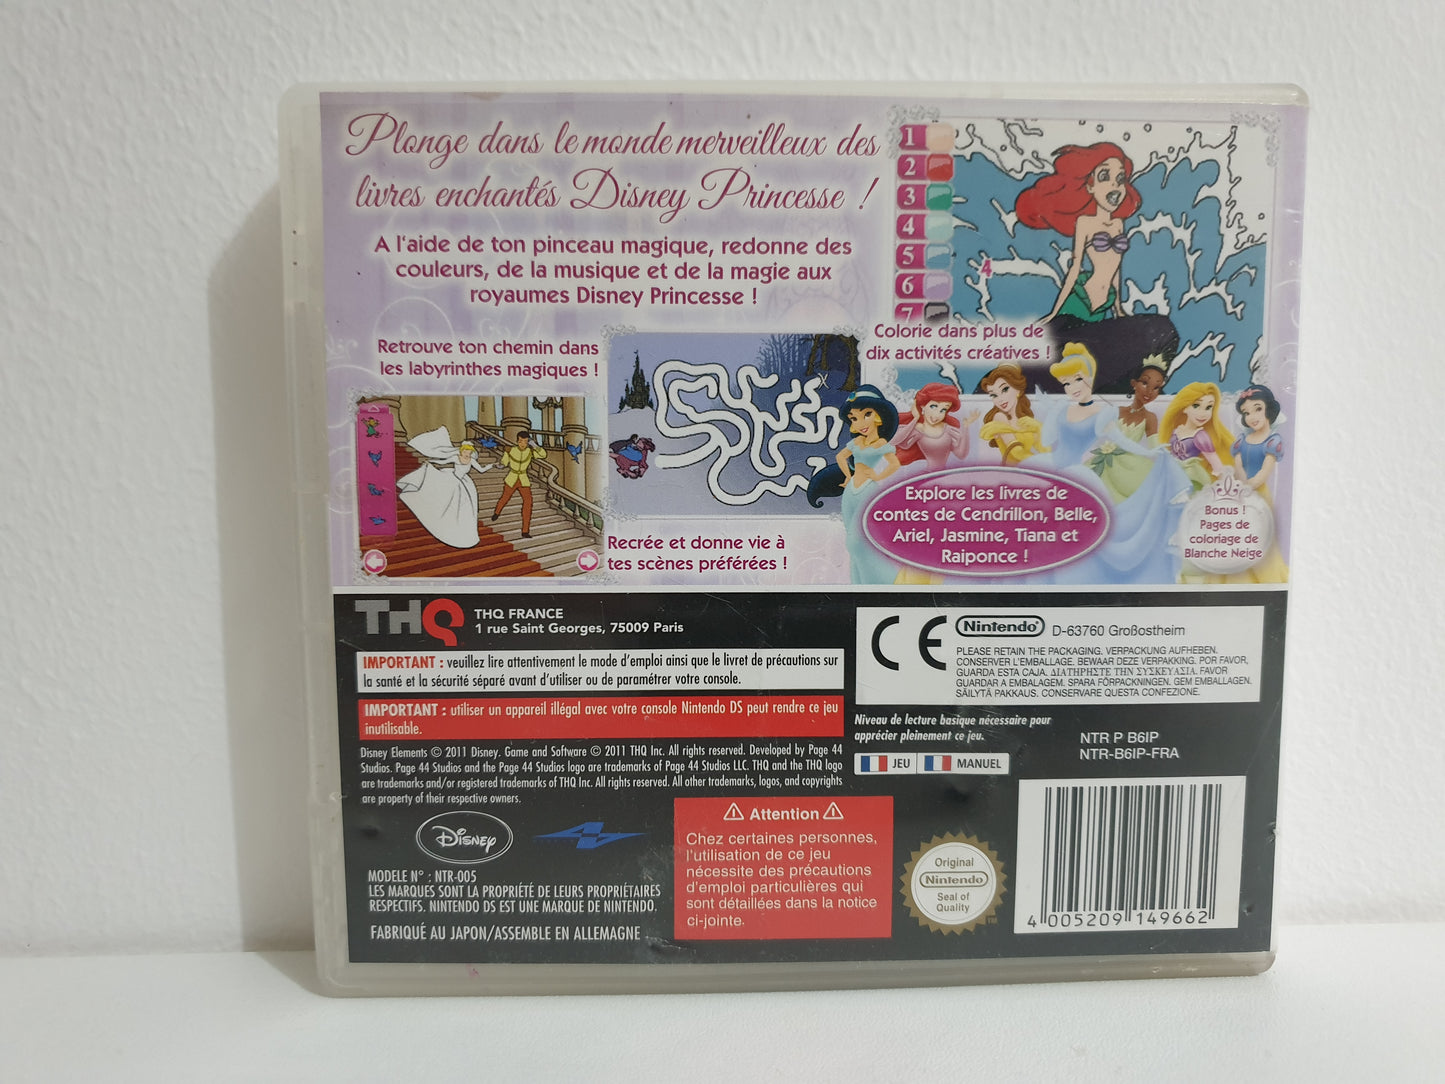 Plonge dans le monde merveilleux des
livres enchantés Disney Princesse !
A l'aide de ton pinceau magique, redonne des
couleurs, de la musique et de la magie aux
royaumes Disney Princesse !
1
2
3
4
5
6
7
4
Retrouve ton chemin dans
les labyrinthes magiques !
Colorie dans plus de
dix activités créatives !
Recrée et donne vie à
tes scènes préférées !
Explore les livres de
contes de Cendrillon, Belle,
Ariel, Jasmine, Tiana et
Raiponce !
Bonus !
Pages de
coloriage de
Blanche Neige
THQ
THQ FRANCE
1 rue Saint Georges, 75009 Paris
IMPORTANT : veuillez lire attentivement le mode d'emploi ainsi que le livret de précautions sur
la santé et la sécurité séparé avant d'utiliser ou de paramétrer votre console.
IMPORTANT : utiliser un appareil illégal avec votre console Nintendo DS peut rendre ce jeu
inutilisable.
Disney Elements © 2011 Disney. Game and Software © 2011 THQ Inc. All rights reserved. Developed by Page 44
Studios. Page 44 Studios and the Page 44 Studios logo are trademarks of Page 44 Studios LLC. THQ and the THQ logo
are trademarks and/or registered trademarks of THQ Inc. All rights reserved. All other trademarks, logos, and copyrights
are property of their respective owners.
Disney
MODELE N° : NTR-005
LES MARQUES SONT LA PROPRIÉTÉ DE LEURS PROPRIÉTAIRES
RESPECTIFS. NINTENDO DS EST UNE MARQUE DE NINTENDO.
FABRIQUÉ AU JAPON/ASSEMBLE EN ALLEMAGNE
⚠ Attention ⚠
Chez certaines personnes,
l'utilisation de ce jeu
nécessite des précautions
d'emploi particulières qui
sont détaillées dans la notice
ci-jointe.
CE
Nintendo® D-63760 Großostheim
PLEASE RETAIN THE PACKAGING. VERPACKUNG AUFHEBEN.
CONSERVER L'EMBALLAGE. BEWAAR DEZE VERPAKKING. POR FAVOR,
GUARDA ESTA CAJA. ΔΙΑΤΗΡΗΣΤΕ ΤΗΝ ΣΥΣΚΕΥΑΣΙΑ. FAVOR
GUARDAR A EMBALAGEM. SPARA FÖRPACKNINGEN. GEM EMBALLAGEN.
SÄILYTÄ PAKKAUS. CONSERVARE QUESTA CONFEZIONE.
Niveau de lecture basique nécessaire pour
apprécier pleinement ce jeu.
JEU
MANUEL
NTR P B6IP
NTR-B6IP-FRA
Original
Nintendo
Seal of
Quality
TM
4 005209 149662